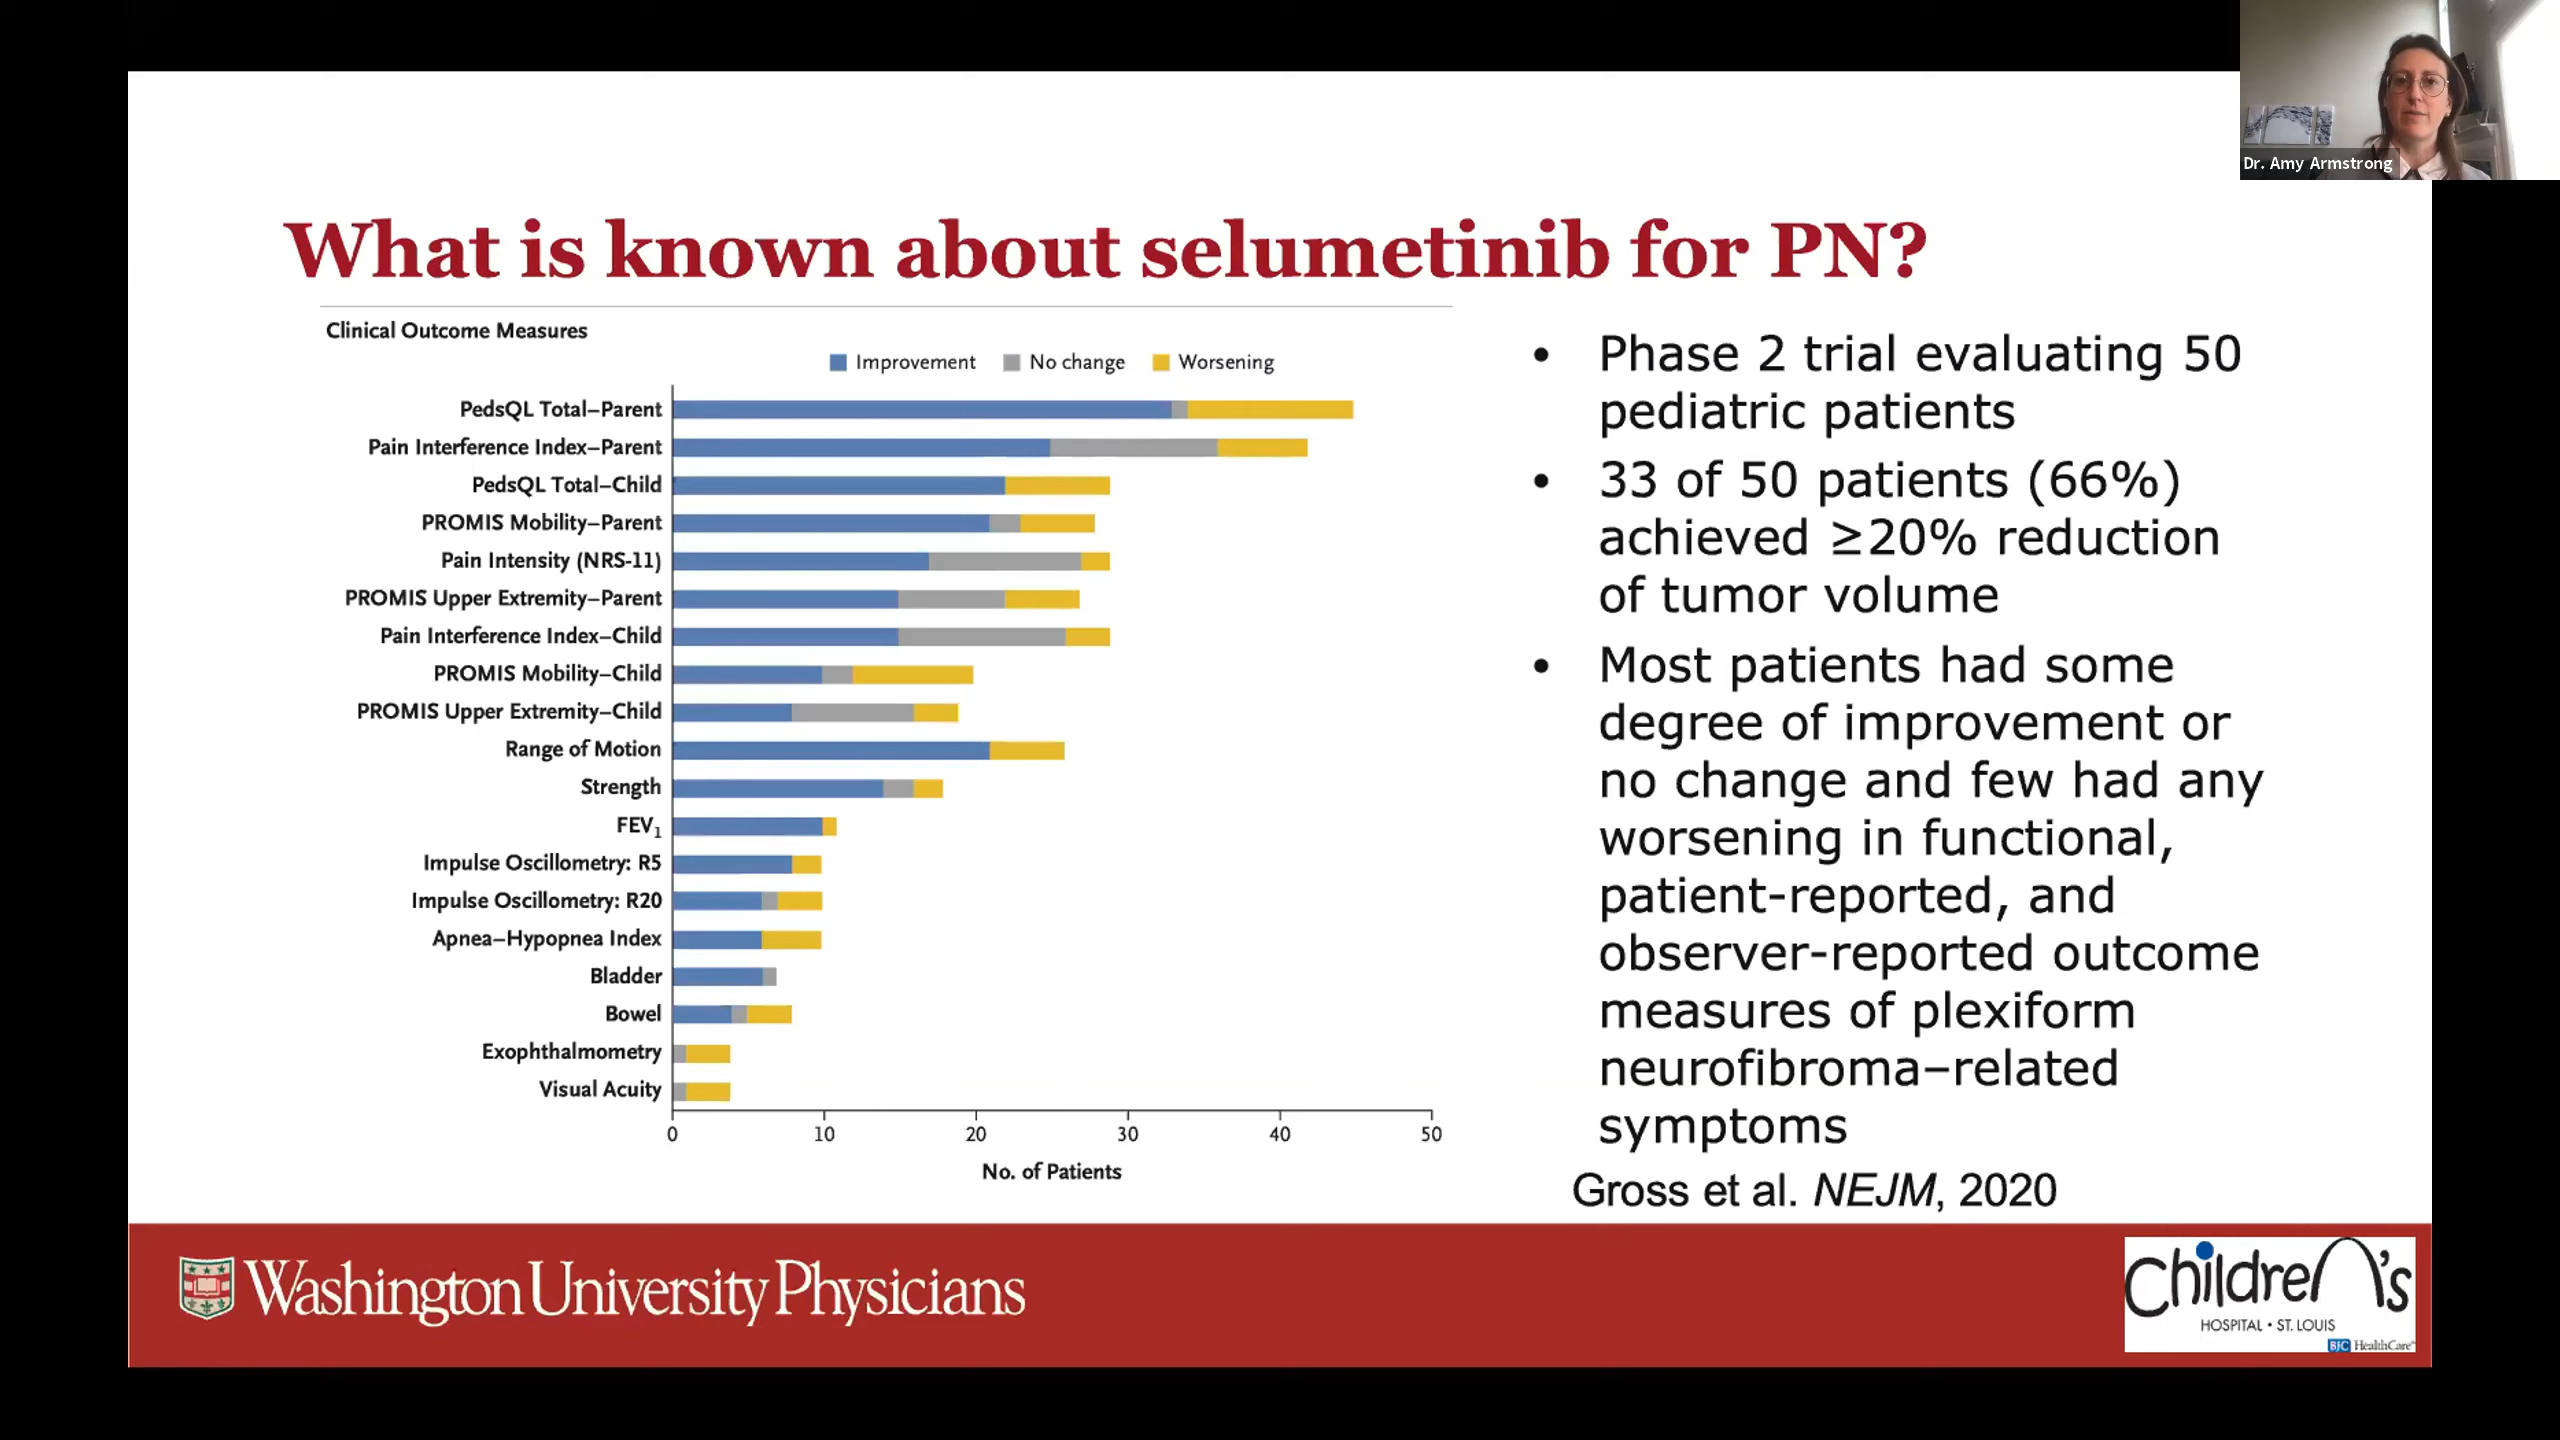 Dr. Amy Armstrong
What is known about selumetinib for PN?
Clinical Outcome Measures
Improvement
No change
Worsening
PedsQL Total–Parent
Pain Interference Index–Parent
PedsQL Total–Child
PROMIS Mobility–Parent
Pain Intensity (NRS-11)
PROMIS Upper Extremity–Parent
Pain Interference Index–Child
PROMIS Mobility–Child
PROMIS Upper Extremity–Child
Range of Motion
Strength
FEV₁
Impulse Oscillometry: R5
Impulse Oscillometry: R20
Apnea–Hypopnea Index
Bladder
Bowel
Exophthalmometry
Visual Acuity
0 10 20 30 40 50
No. of Patients
• Phase 2 trial evaluating 50
pediatric patients
• 33 of 50 patients (66%)
achieved ≥20% reduction
of tumor volume
• Most patients had some
degree of improvement or
no change and few had any
worsening in functional,
patient-reported, and
observer-reported outcome
measures of plexiform
neurofibroma–related
symptoms
Gross et al. NEJM, 2020
Washington University Physicians
Children's
HOSPITAL • ST. LOUIS
BJC HealthCare™